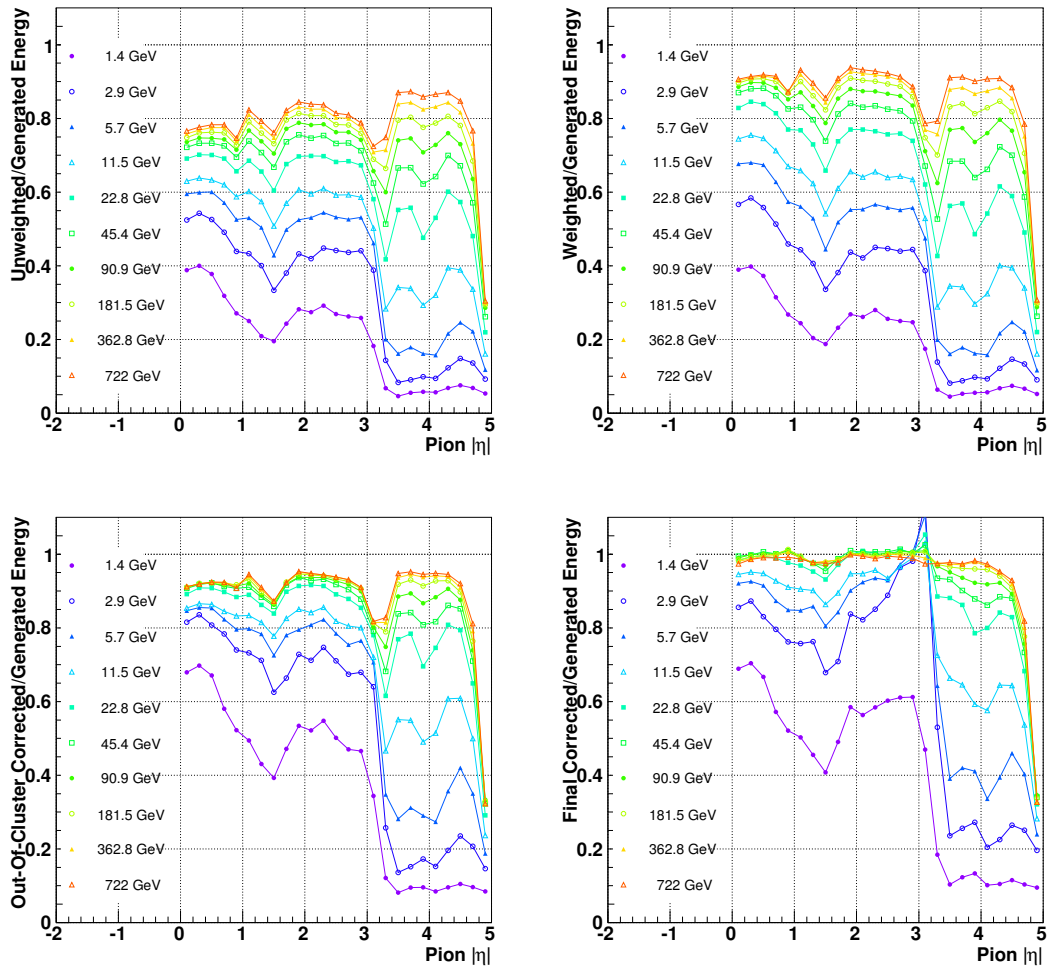 Unweighted/Generated Energy
1
0.8
0.6
0.4
0.2
0
1.4 GeV
2.9 GeV
5.7 GeV
11.5 GeV
22.8 GeV
45.4 GeV
90.9 GeV
181.5 GeV
362.8 GeV
722 GeV
-2 -1 0 1 2 3 4 5
Pion |η|
Weighted/Generated Energy
1
0.8
0.6
0.4
0.2
0
1.4 GeV
2.9 GeV
5.7 GeV
11.5 GeV
22.8 GeV
45.4 GeV
90.9 GeV
181.5 GeV
362.8 GeV
722 GeV
-2 -1 0 1 2 3 4 5
Pion |η|
Out-Of-Cluster Corrected/Generated Energy
1
0.8
0.6
0.4
0.2
0
1.4 GeV
2.9 GeV
5.7 GeV
11.5 GeV
22.8 GeV
45.4 GeV
90.9 GeV
181.5 GeV
362.8 GeV
722 GeV
-2 -1 0 1 2 3 4 5
Pion |η|
Final Corrected/Generated Energy
1
0.8
0.6
0.4
0.2
0
1.4 GeV
2.9 GeV
5.7 GeV
11.5 GeV
22.8 GeV
45.4 GeV
90.9 GeV
181.5 GeV
362.8 GeV
722 GeV
-2 -1 0 1 2 3 4 5
Pion |η|